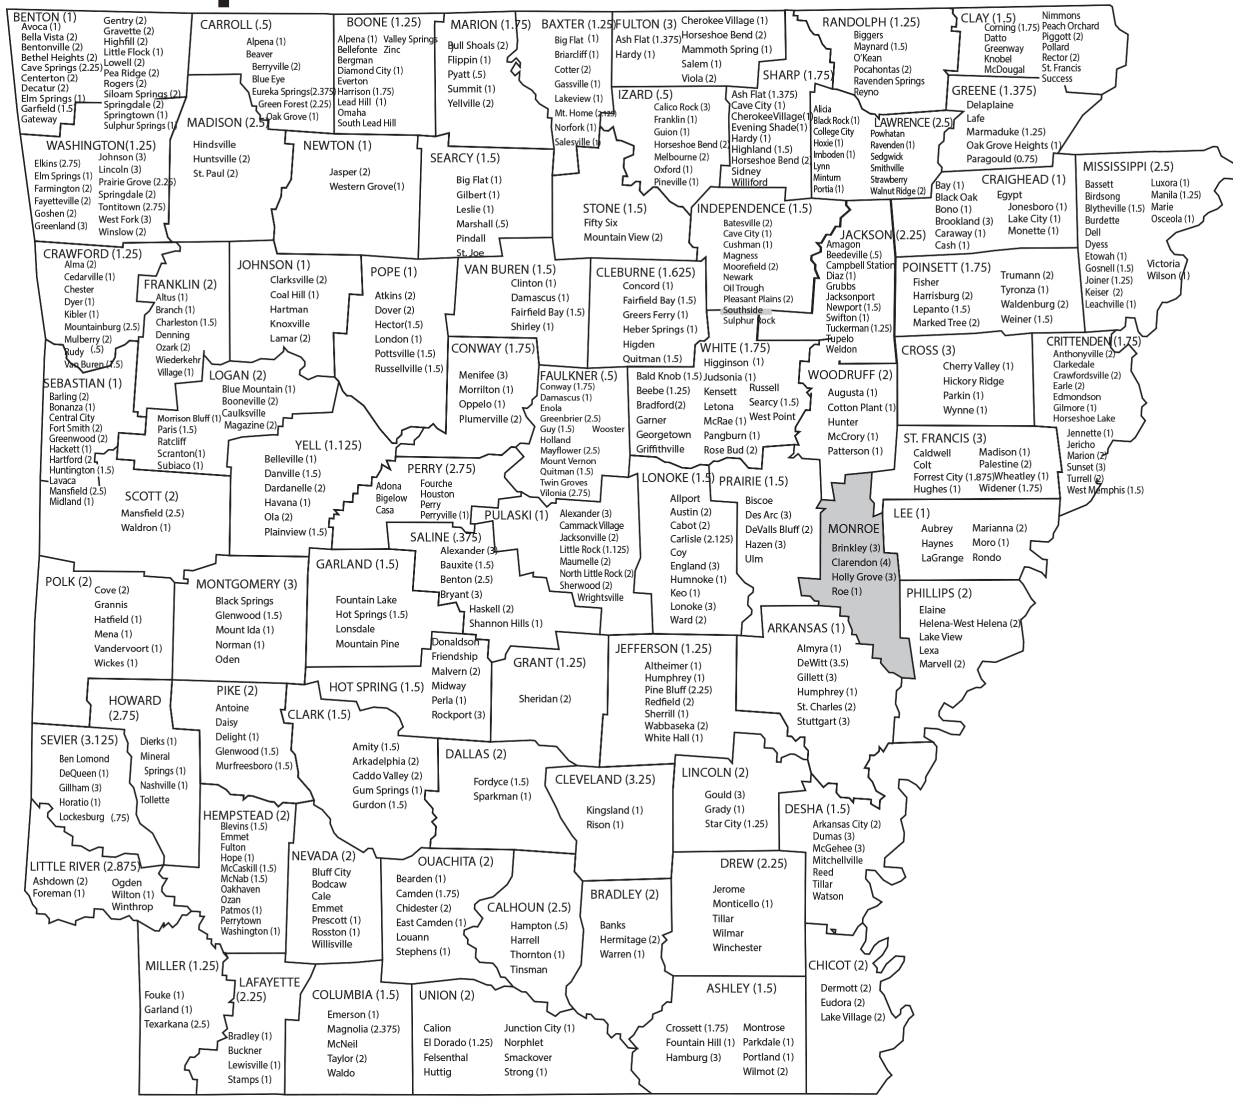 BENTON (1)
Avoca (1)
Bella Vista (2)
Bentonville (2)
Bethel Heights (2)
Cave Springs (2.25)
Centerton (2)
Decatur (2)
Elm Springs (1)
Garfield (1.5)
Gateway
Gentry (2)
Gravette (2)
Highfill (2)
Little Flock (1)
Lowell (2)
Pea Ridge (2)
Rogers (2)
Siloam Springs (2)
Springdale (2)
Springtown (1)
Sulphur Springs (1)
CARROLL (.5)
Alpena (1)
Beaver
Berryville (2)
Blue Eye
Eureka Springs(2.375)
Green Forest (2.25)
Oak Grove (1)
BOONE (1.25)
Alpena (1) Valley Springs
Bellefonte Zinc
Bergman
Diamond City (1)
Everton
Harrison (1.75)
Lead Hill (1)
Omaha
South Lead Hill
MARION (1.75)
Bull Shoals (2)
Flippin (1)
Pyatt (.5)
Summit (1)
Yellville (2)
BAXTER (1.25)
Big Flat (1)
Briarcliff (1)
Cotter (2)
Gassville (1)
Lakeview (1)
Mt. Home (2.125)
Norfork (1)
Salesville (1)
FULTON (3)
Ash Flat (1.375)
Hardy (1)
Cherokee Village (1)
Horseshoe Bend (2)
Mammoth Spring (1)
Salem (1)
Viola (2)
SHARP (1.75)
Ash Flat (1.375)
Cave City (1)
CherokeeVillage(1)
Evening Shade(1)
Hardy (1)
Highland (1.5)
Horseshoe Bend (2)
Sidney
Williford
RANDOLPH (1.25)
Biggers
Maynard (1.5)
O'Kean
Pocahontas (2)
Ravenden Springs
Reyno
CLAY (1.5)
Corning (1.75)
Datto
Greenway
Knobel
McDougal
Nimmons
Peach Orchard
Piggott (2)
Pollard
Rector (2)
St. Francis
Success
GREENE (1.375)
Delaplaine
Lafe
Marmaduke (1.25)
Oak Grove Heights (1)
Paragould (0.75)
IZARD (.5)
Calico Rock (3)
Franklin (1)
Guion (1)
Horseshoe Bend (2)
Melbourne (2)
Oxford (1)
Pineville (1)
LAWRENCE (2.5)
Alicia
Black Rock (1)
College City
Hoxie (1)
Imboden (1)
Lynn
Minturn
Portia (1)
Powhatan
Ravenden (1)
Sedgwick
Smithville
Strawberry
Walnut Ridge (2)
WASHINGTON(1.25)
Elkins (2.75)
Elm Springs (1)
Farmington (2)
Fayetteville (2)
Goshen (2)
Greenland (3)
Johnson (3)
Lincoln (3)
Prairie Grove (2.25)
Springdale (2)
Tontitown (2.75)
West Fork (3)
Winslow (2)
MADISON (2.5)
Hindsville
Huntsville (2)
St. Paul (2)
NEWTON (1)
Jasper (2)
Western Grove(1)
SEARCY (1.5)
Big Flat (1)
Gilbert (1)
Leslie (1)
Marshall (.5)
Pindall
St. Joe
STONE (1.5)
Fifty Six
Mountain View (2)
INDEPENDENCE (1.5)
Batesville (2)
Cave City (1)
Cushman (1)
Magness
Moorefield (2)
Newark
Oil Trough
Pleasant Plains (2)
Southside
Sulphur Rock
JACKSON (2.25)
Amagon
Beedeville (.5)
Campbell Station
Diaz (1)
Grubbs
Jacksonport
Newport (1.5)
Swifton (1)
Tuckerman (1.25)
Tupelo
Weldon
CRAIGHEAD (1)
Bay (1)
Black Oak
Bono (1)
Brookland (3)
Caraway (1)
Cash (1)
Egypt
Jonesboro (1)
Lake City (1)
Monette (1)
MISSISSIPPI (2.5)
Bassett
Birdsong
Blytheville (1.5)
Burdette
Dell
Dyess
Etowah (1)
Gosnell (1.5)
Joiner (1.25)
Keiser (2)
Leachville (1)
Luxora (1)
Manila (1.25)
Marie
Osceola (1)
Victoria
Wilson (1)
CRAWFORD (1.25)
Alma (2)
Cedarville (1)
Chester
Dyer (1)
Kibler (1)
Mountainburg (2.5)
Mulberry (2)
Rudy (.5)
Van Buren (1.5)
FRANKLIN (2)
Altus (1)
Branch (1)
Charleston (1.5)
Denning
Ozark (2)
Wiederkehr
Village (1)
JOHNSON (1)
Clarksville (2)
Coal Hill (1)
Hartman
Knoxville
Lamar (2)
POPE (1)
Atkins (2)
Dover (2)
Hector(1.5)
London (1)
Pottsville (1.5)
Russellville (1.5)
VAN BUREN (1.5)
Clinton (1)
Damascus (1)
Fairfield Bay (1.5)
Shirley (1)
CLEBURNE (1.625)
Concord (1)
Fairfield Bay (1.5)
Greers Ferry (1)
Heber Springs (1)
Higden
Quitman (1.5)
POINSETT (1.75)
Fisher
Harrisburg (2)
Lepanto (1.5)
Marked Tree (2)
Trumann (2)
Tyronza (1)
Waldenburg (2)
Weiner (1.5)
SEBASTIAN (1)
Barling (2)
Bonanza (1)
Central City
Fort Smith (2)
Greenwood (2)
Hackett (1)
Hartford (2)
Huntington (1.5)
Lavaca
Mansfield (2.5)
Midland (1)
LOGAN (2)
Blue Mountain (1)
Booneville (2)
Caulksville
Magazine (2)
Morrison Bluff (1)
Paris (1.5)
Ratcliff
Scranton(1)
Subiaco (1)
CONWAY (1.75)
Menifee (3)
Morrilton (1)
Oppelo (1)
Plumerville (2)
FAULKNER (.5)
Conway (1.75)
Damascus (1)
Enola
Greenbrier (2.5)
Guy (1.5) Wooster
Holland
Mayflower (2.5)
Mount Vernon
Quitman (1.5)
Twin Groves
Vilonia (2.75)
WHITE (1.75)
Bald Knob (1.5)
Beebe (1.25)
Bradford(2)
Garner
Georgetown
Griffithville
Higginson (1)
Judsonia (1)
Kensett
Letona
McRae (1)
Pangburn (1)
Rose Bud (2)
Russell
Searcy (1.5)
West Point
WOODRUFF (2)
Augusta (1)
Cotton Plant (1)
Hunter
McCrory (1)
Patterson (1)
CROSS (3)
Cherry Valley (1)
Hickory Ridge
Parkin (1)
Wynne (1)
CRITTENDEN(1.75)
Anthonyville (2)
Clarkedale
Crawfordsville (2)
Earle (2)
Edmondson
Gilmore (1)
Horseshoe Lake
Jennette (1)
Jericho
Marion (2)
Sunset (3)
Turrell (2)
West Memphis (1.5)
ST. FRANCIS (3)
Caldwell
Colt
Forrest City (1.875)
Hughes (1)
Madison (1)
Palestine (2)
Wheatley (1)
Widener (1.75)
SCOTT (2)
Mansfield (2.5)
Waldron (1)
YELL (1.125)
Belleville (1)
Danville (1.5)
Dardanelle (2)
Havana (1)
Ola (2)
Plainview (1.5)
PERRY (2.75)
Adona
Bigelow
Casa
Fourche
Houston
Perry
Perryville (1)
PULASKI (1)
Alexander (3)
Cammack Village
Jacksonville (2)
Little Rock (1.125)
Maumelle (2)
North Little Rock (2)
Sherwood (2)
Wrightsville
LONOKE (1.5)
Allport
Austin (2)
Cabot (2)
Carlisle (2.125)
Coy
England (3)
Humnoke (1)
Keo (1)
Lonoke (3)
Ward (2)
PRAIRIE (1.5)
Biscoe
Des Arc (3)
DeValls Bluff (2)
Hazen (3)
Ulm
MONROE
Brinkley (3)
Clarendon (4)
Holly Grove (3)
Roe (1)
LEE (1)
Aubrey
Haynes
LaGrange
Marianna (2)
Moro (1)
Rondo
PHILLIPS (2)
Elaine
Helena-West Helena (2)
Lake View
Lexa
Marvell (2)
POLK (2)
Cove (2)
Grannis
Hatfield (1)
Mena (1)
Vandervoort (1)
Wickes (1)
MONTGOMERY (3)
Black Springs
Glenwood (1.5)
Mount Ida (1)
Norman (1)
Oden
GARLAND (1.5)
Fountain Lake
Hot Springs (1.5)
Lonsdale
Mountain Pine
SALINE (.375)
Alexander (3)
Bauxite (1.5)
Benton (2.5)
Bryant (3)
Haskell (2)
Shannon Hills (1)
HOT SPRING (1.5)
Donaldson
Friendship
Malvern (2)
Midway
Perla (1)
Rockport (3)
GRANT (1.25)
Sheridan (2)
JEFFERSON (1.25)
Altheimer (1)
Humphrey (1)
Pine Bluff (2.25)
Redfield (2)
Sherrill (1)
Wabbaseka (2)
White Hall (1)
ARKANSAS (1)
Almyra (1)
DeWitt (3.5)
Gillett (3)
Humphrey (1)
St. Charles (2)
Stuttgart (3)
HOWARD
(2.75)
Dierks (1)
Mineral
Springs (1)
Nashville (1)
Tollette
PIKE (2)
Antoine
Daisy
Delight (1)
Glenwood (1.5)
Murfreesboro (1.5)
CLARK (1.5)
Amity (1.5)
Arkadelphia (2)
Caddo Valley (2)
Gum Springs (1)
Gurdon (1.5)
SEVIER (3.125)
Ben Lomond
DeQueen (1)
Gillham (3)
Horatio (1)
Lockesburg (.75)
DALLAS (2)
Fordyce (1.5)
Sparkman (1)
CLEVELAND (3.25)
Kingsland (1)
Rison (1)
LINCOLN (2)
Gould (3)
Grady (1)
Star City (1.25)
DESHA (1.5)
Arkansas City (2)
Dumas (3)
McGehee (3)
Mitchellville
Reed
Tillar
Watson
LITTLE RIVER (2.875)
Ashdown (2)
Foreman (1)
Ogden
Wilton (1)
Winthrop
HEMPSTEAD (2)
Blevins (1.5)
Emmet
Fulton
Hope (1)
McCaskill (1.5)
McNab (1.5)
Oakhaven
Ozan
Patmos (1)
Perrytown
Washington (1)
NEVADA (2)
Bluff City
Bodcaw
Cale
Emmet
Prescott (1)
Rosston (1)
Willisville
OUACHITA (2)
Bearden (1)
Camden (1.75)
Chidester (2)
East Camden (1)
Louann
Stephens (1)
CALHOUN (2.5)
Hampton (.5)
Harrell
Thornton (1)
Tinsman
BRADLEY (2)
Banks
Hermitage (2)
Warren (1)
DREW (2.25)
Jerome
Monticello (1)
Tillar
Wilmar
Winchester
MILLER (1.25)
Fouke (1)
Garland (1)
Texarkana (2.5)
LAFAYETTE
(2.25)
Bradley (1)
Buckner
Lewisville (1)
Stamps (1)
COLUMBIA (1.5)
Emerson (1)
Magnolia (2.375)
McNeil
Taylor (2)
Waldo
UNION (2)
Calion
El Dorado (1.25)
Felsenthal
Huttig
Junction City (1)
Norphlet
Smackover
Strong (1)
ASHLEY (1.5)
Crossett (1.75)
Fountain Hill (1)
Hamburg (3)
Montrose
Parkdale (1)
Portland (1)
Wilmot (2)
CHICOT (2)
Dermott (2)
Eudora (2)
Lake Village (2)